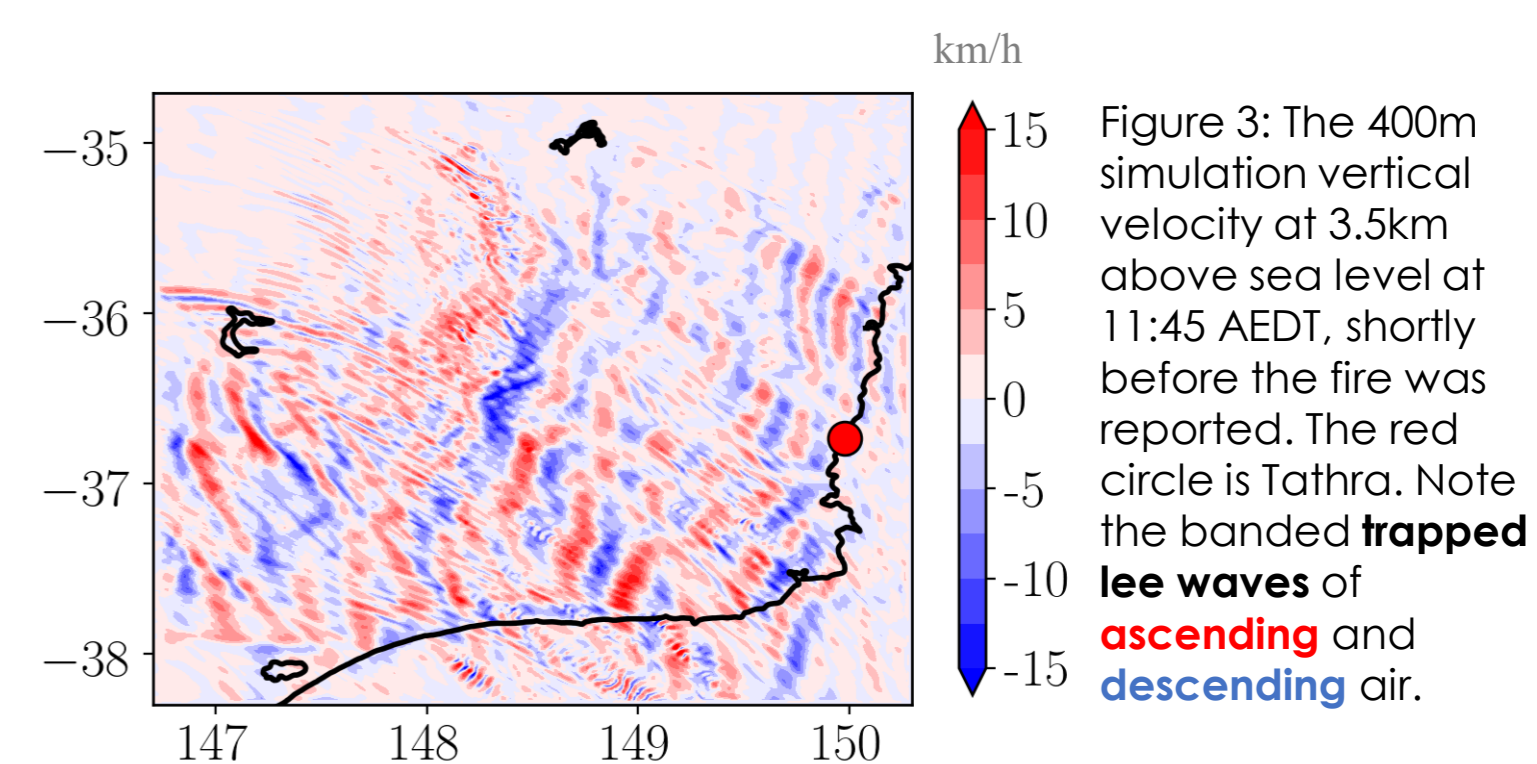 km/h
−35
−36
−37
−38
147
148
149
150
15
10
5
0
-5
-10
-15
Figure 3: The 400m
simulation vertical
velocity at 3.5km
above sea level at
11:45 AEDT, shortly
before the fire was
reported. The red
circle is Tathra. Note
the banded trapped
lee waves of
ascending and
descending air.